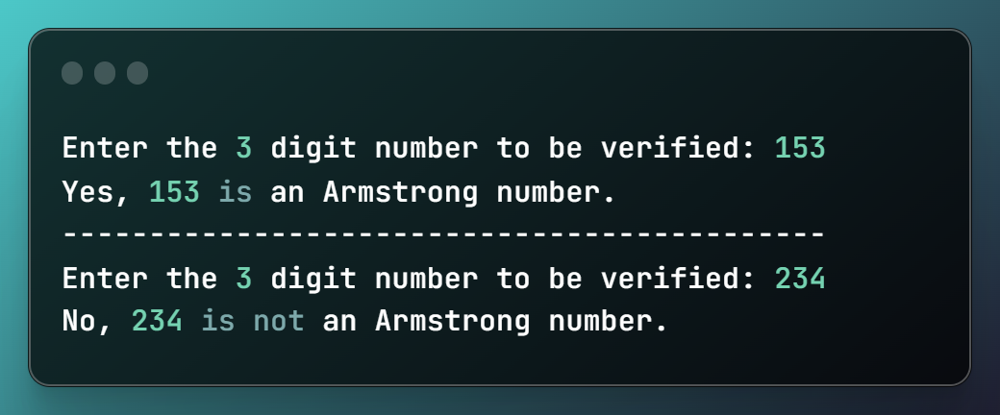 Enter the 3 digit number to be verified: 153
Yes, 153 is an Armstrong number.
--------------------------------------------
Enter the 3 digit number to be verified: 234
No, 234 is not an Armstrong number.